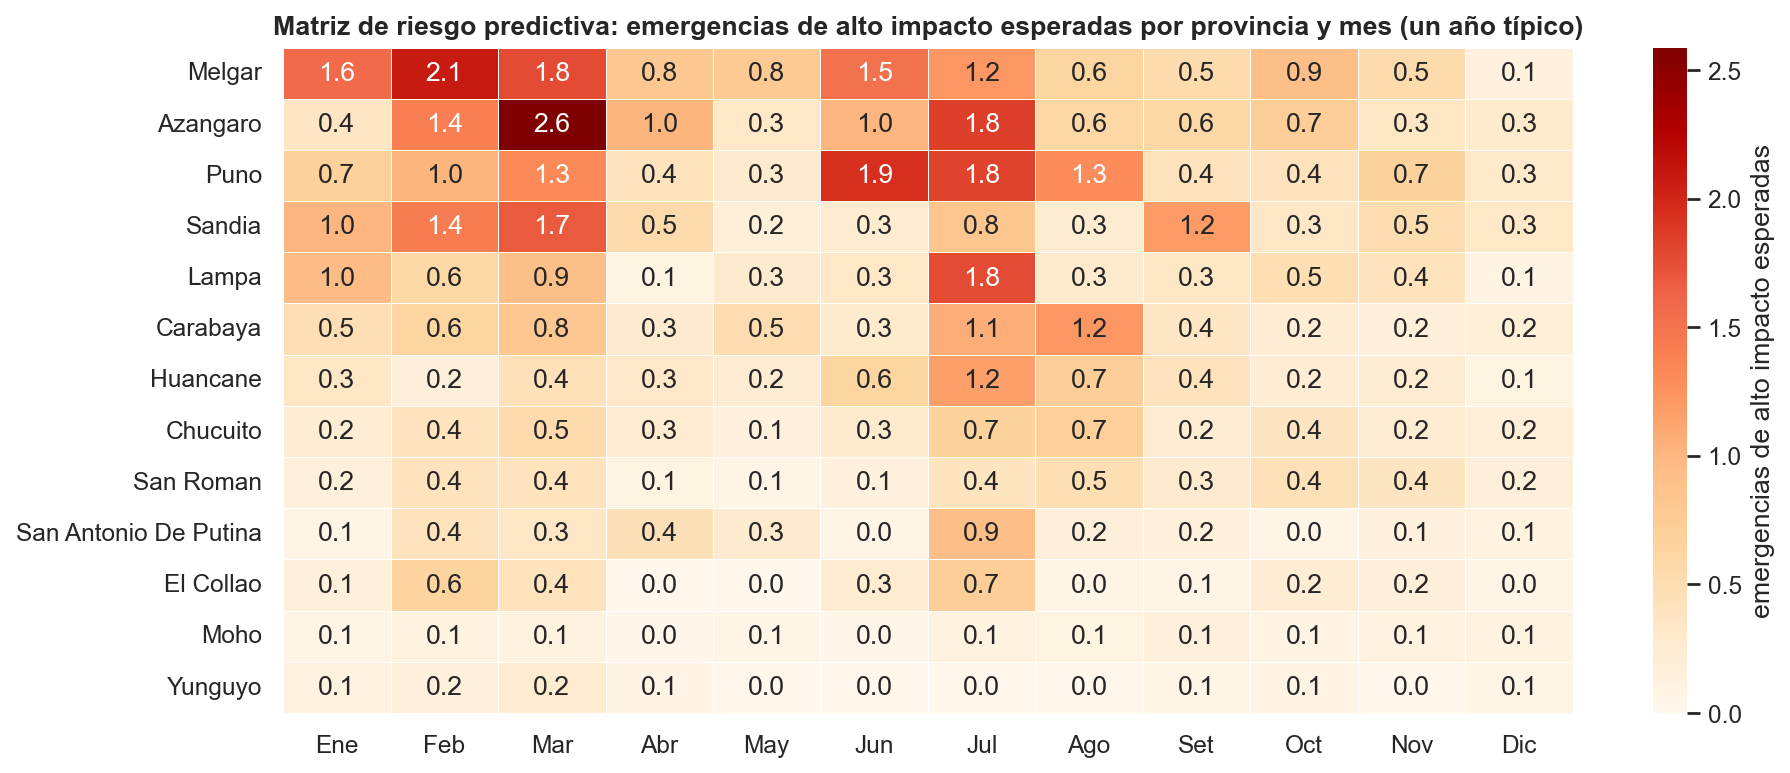 Matriz de riesgo predictiva: emergencias de alto impacto esperadas por provincia y mes (un año típico)
Melgar 1.6 2.1 1.8 0.8 0.8 1.5 1.2 0.6 0.5 0.9 0.5 0.1
Azangaro 0.4 1.4 2.6 1.0 0.3 1.0 1.8 0.6 0.6 0.7 0.3 0.3
Puno 0.7 1.0 1.3 0.4 0.3 1.9 1.8 1.3 0.4 0.4 0.7 0.3
Sandia 1.0 1.4 1.7 0.5 0.2 0.3 0.8 0.3 1.2 0.3 0.5 0.3
Lampa 1.0 0.6 0.9 0.1 0.3 0.3 1.8 0.3 0.3 0.5 0.4 0.1
Carabaya 0.5 0.6 0.8 0.3 0.5 0.3 1.1 1.2 0.4 0.2 0.2 0.2
Huancane 0.3 0.2 0.4 0.3 0.2 0.6 1.2 0.7 0.4 0.2 0.2 0.1
Chucuito 0.2 0.4 0.5 0.3 0.1 0.3 0.7 0.7 0.2 0.4 0.2 0.2
San Roman 0.2 0.4 0.4 0.1 0.1 0.1 0.4 0.5 0.3 0.4 0.4 0.2
San Antonio De Putina 0.1 0.4 0.3 0.4 0.3 0.0 0.9 0.2 0.2 0.0 0.1 0.1
El Collao 0.1 0.6 0.4 0.0 0.0 0.3 0.7 0.0 0.1 0.2 0.2 0.0
Moho 0.1 0.1 0.1 0.0 0.1 0.0 0.1 0.1 0.1 0.1 0.1 0.1
Yunguyo 0.1 0.2 0.2 0.1 0.0 0.0 0.0 0.0 0.1 0.1 0.0 0.1
Ene Feb Mar Abr May Jun Jul Ago Set Oct Nov Dic
2.5
2.0
1.5
1.0
0.5
0.0
emergencias de alto impacto esperadas